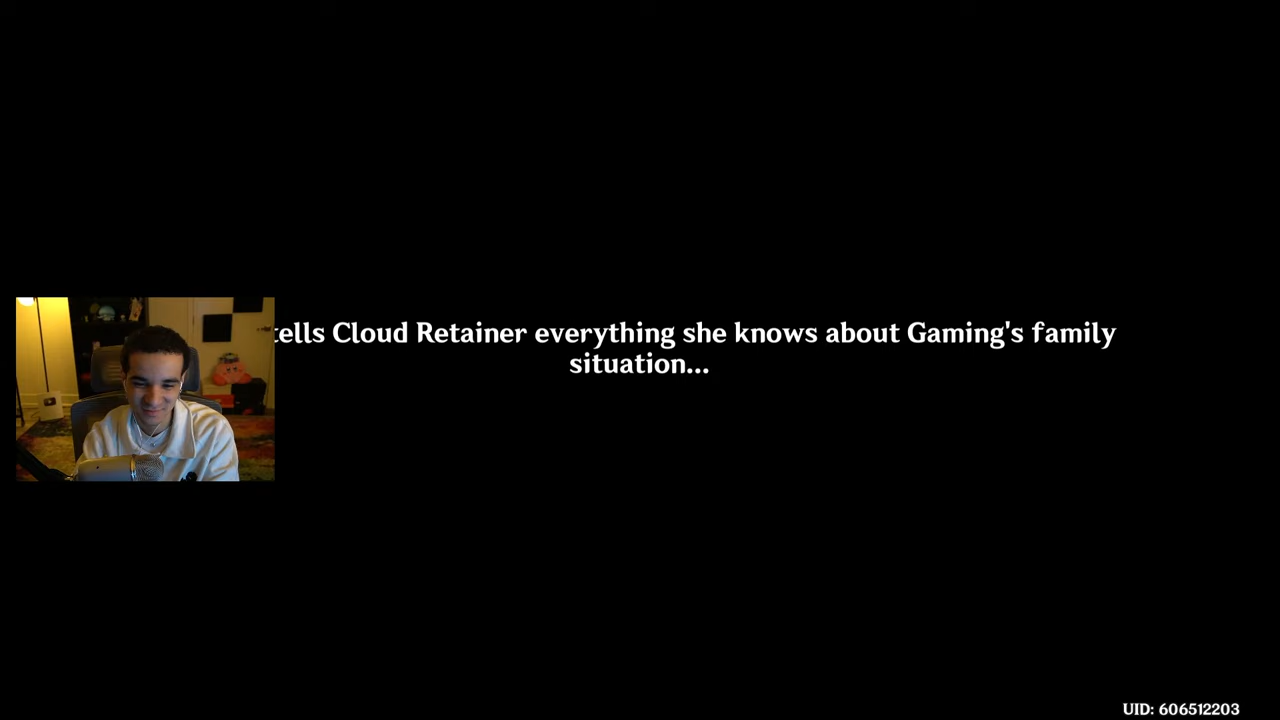 tells Cloud Retainer everything she knows about Gaming's family
situation...
UID: 606512203